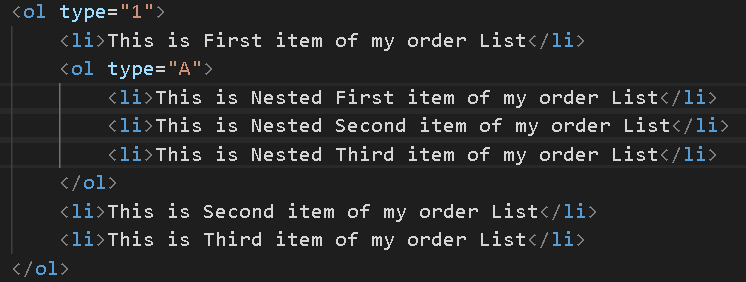 <ol type="1">
<li>This is First item of my order List</li>
<ol type="A">
<li>This is Nested First item of my order List</li>
<li>This is Nested Second item of my order List</li>
<li>This is Nested Third item of my order List</li>
</ol>
<li>This is Second item of my order List</li>
<li>This is Third item of my order List</li>
</ol>